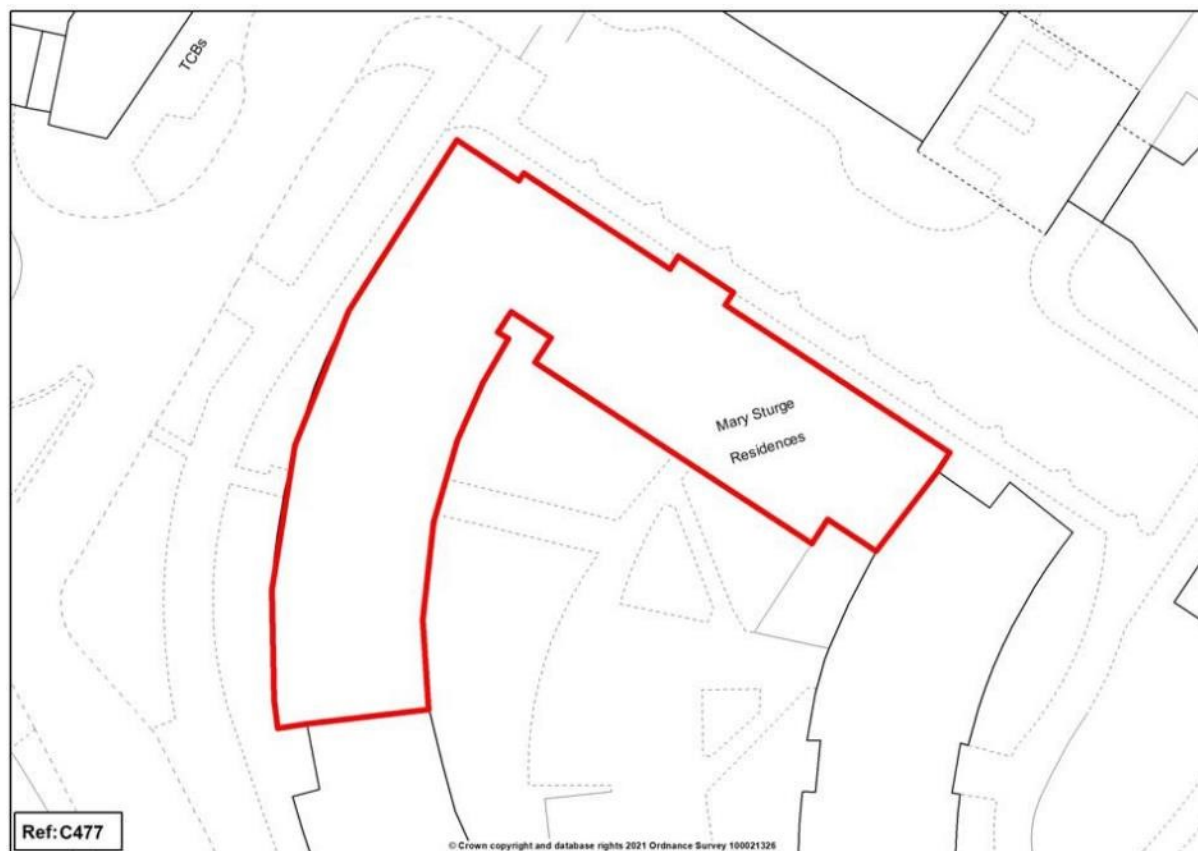 TCBs
Mary Sturge
Residences
Ref:C477
© Crown copyright and database rights 2021 Ordnance Survey 100021326